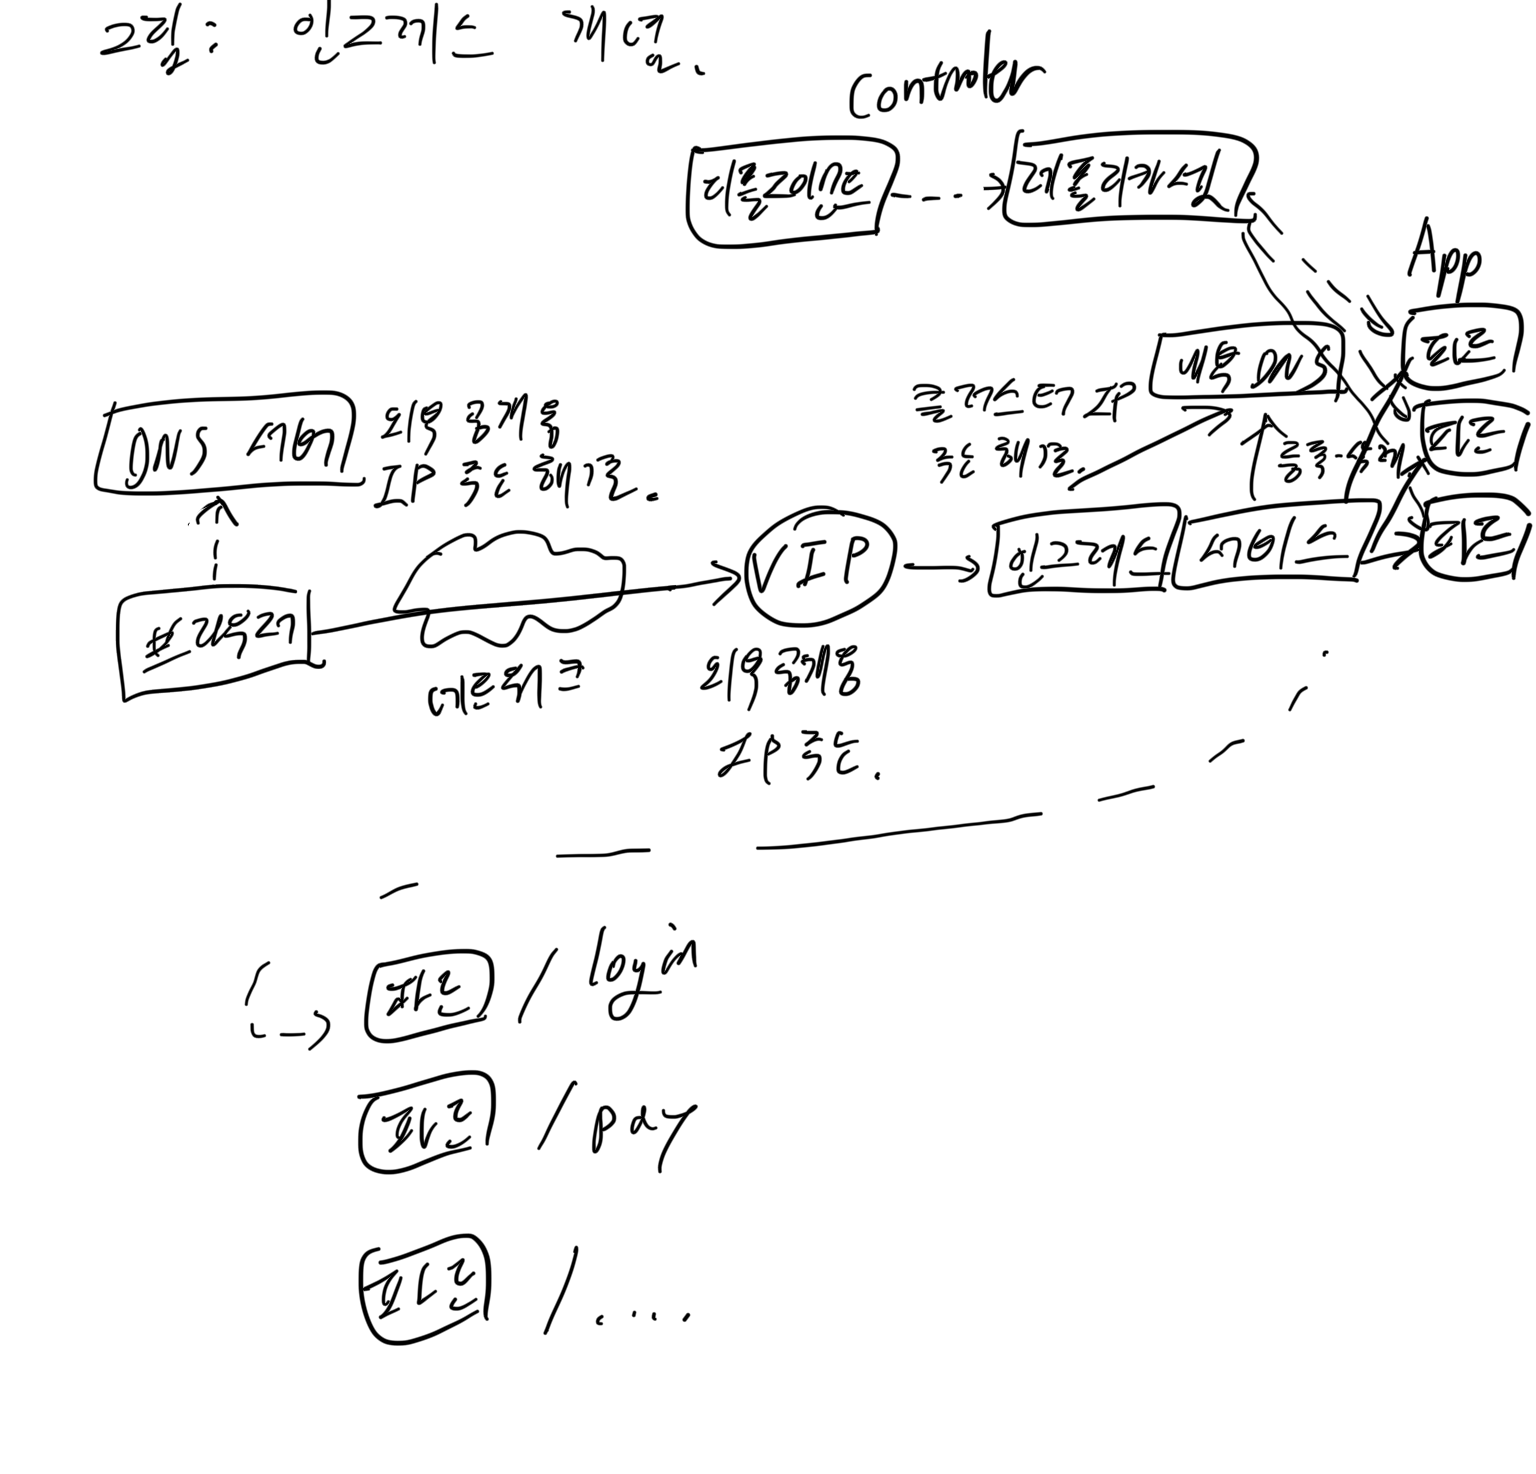 그림: 인그레스 개념.
Controler
디플로이먼트
레플리카셋
App
파드
내부 DNS
클러스터 IP
주소 해결.
등록·삭제
파드
파드
DNS 서버
외부 공개용
IP 주소 해결.
브라우저
네트워크
VIP
외부 공개용
IP 주소.
인그레스
서비스
파드 / login
파드 / pay
파드 / ....